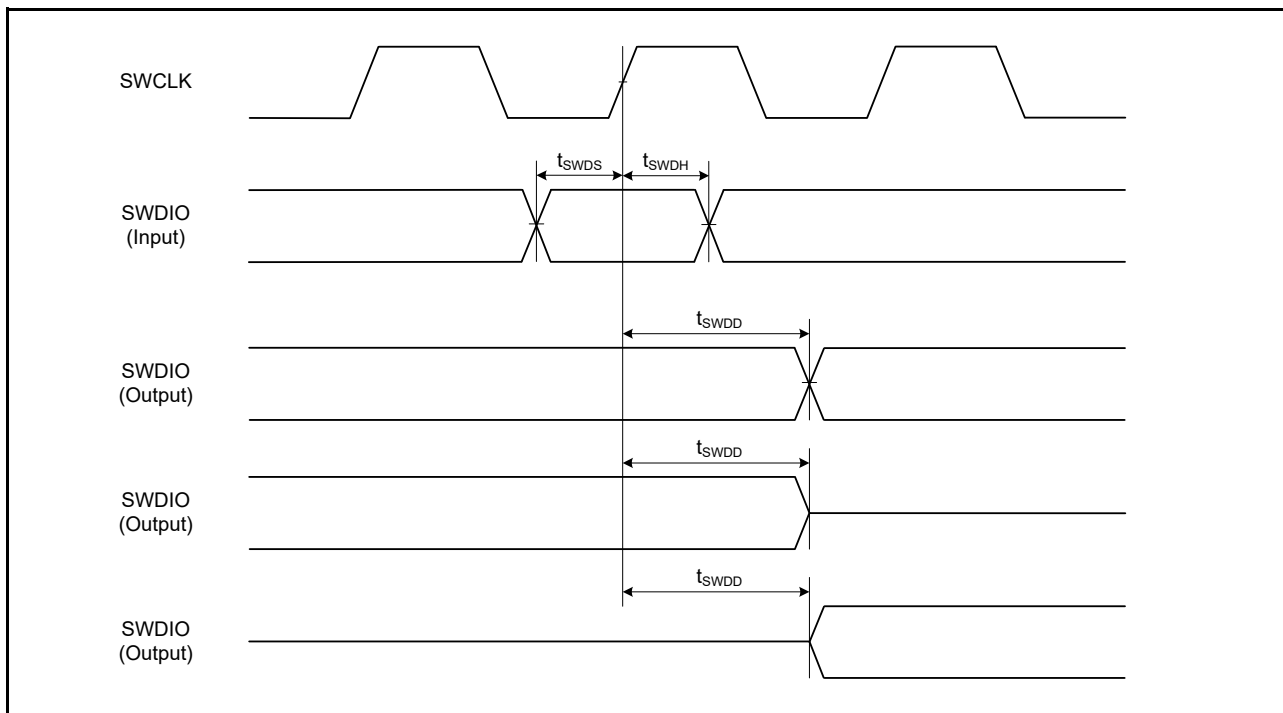 SWCLK
tSWDS tSWDH
SWDIO
(Input)
tSWDD
SWDIO
(Output)
tSWDD
SWDIO
(Output)
tSWDD
SWDIO
(Output)